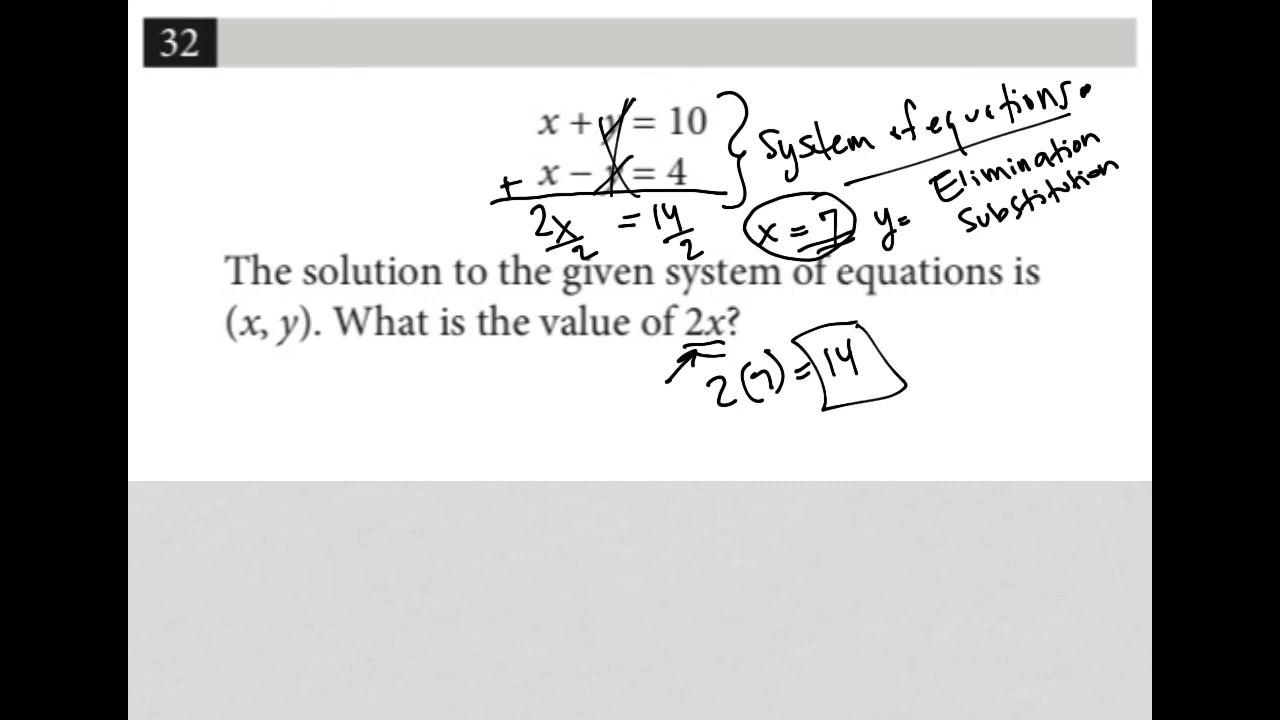 32
x + y = 10
x − y = 4
+
System of equations.
Elimination
Substitution
2x/2 = 14/2
x = 7 y=
The solution to the given system of equations is
(x, y). What is the value of 2x?
2(7) = 14